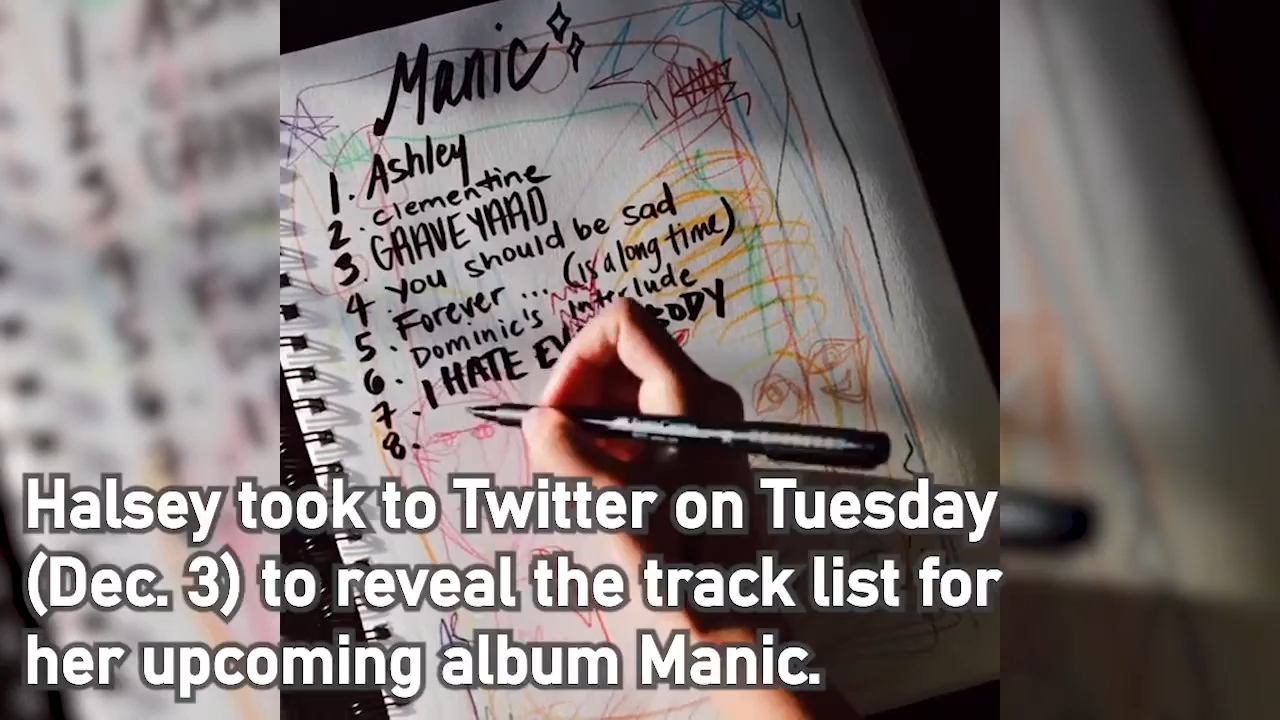 Manic
1. Ashley
2. clementine
3. GRAVEYARD
4. you should be sad
5. Forever ... (is a long time)
6. Dominic's Interlude
7. I HATE EV BODY
8.
Halsey took to Twitter on Tuesday
(Dec. 3) to reveal the track list for
her upcoming album Manic.